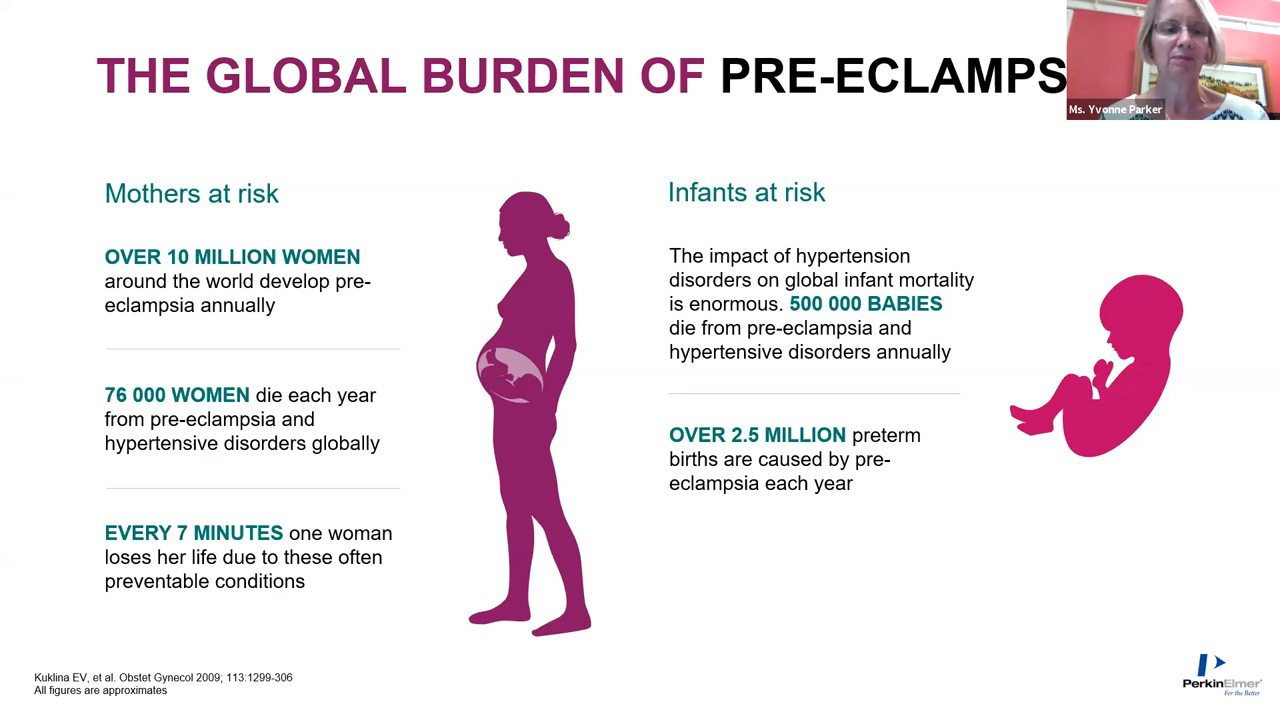 THE GLOBAL BURDEN OF PRE-ECLAMPS
Ms. Yvonne Parker
Mothers at risk
OVER 10 MILLION WOMEN
around the world develop pre-
eclampsia annually
76 000 WOMEN die each year
from pre-eclampsia and
hypertensive disorders globally
EVERY 7 MINUTES one woman
loses her life due to these often
preventable conditions
Infants at risk
The impact of hypertension
disorders on global infant mortality
is enormous. 500 000 BABIES
die from pre-eclampsia and
hypertensive disorders annually
OVER 2.5 MILLION preterm
births are caused by pre-
eclampsia each year
Kuklina EV, et al. Obstet Gynecol 2009; 113:1299-306
All figures are approximates
PerkinElmer
For the Better